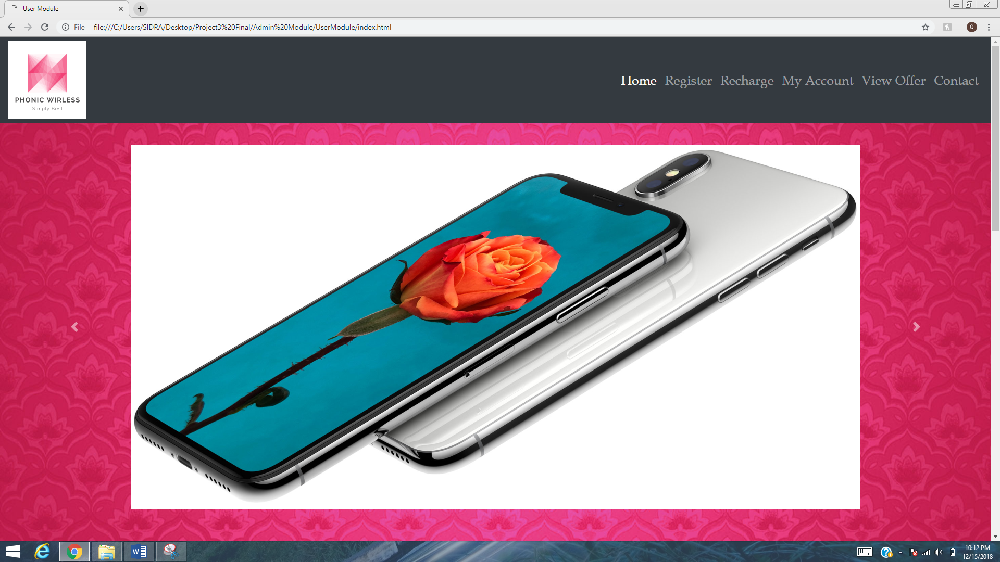 User Module
File
file:///C:/Users/SIDRA/Desktop/Project3%20Final/Admin%20Module/UserModule/index.html
Q
PHONIC WIRLESS
Simply Best
Home Register Recharge My Account View Offer Contact
10:12 PM
12/15/2018